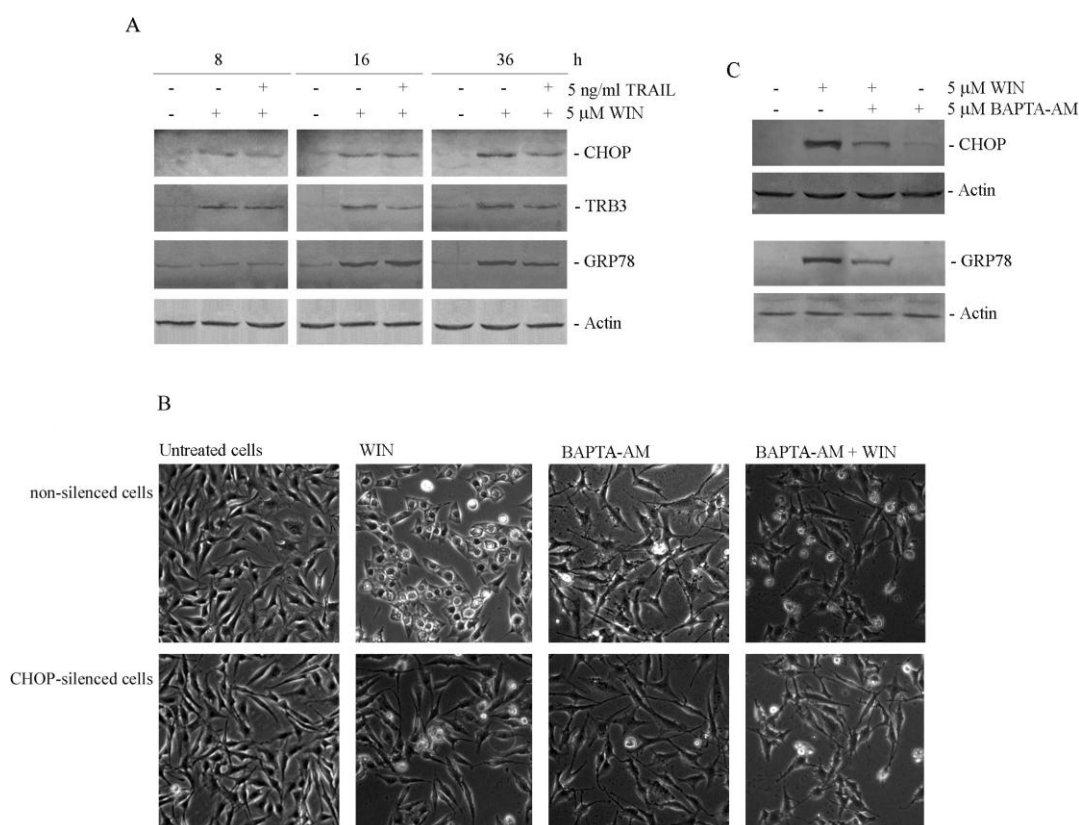 A
8 16 36 h
- - + - - + - - + 5 ng/ml TRAIL
- + + - + + - + + 5 µM WIN
- CHOP
- TRB3
- GRP78
- Actin
C
- + + - 5 µM WIN
- - + + 5 µM BAPTA-AM
- CHOP
- Actin
- GRP78
- Actin
B
Untreated cells WIN BAPTA-AM BAPTA-AM + WIN
non-silenced cells
CHOP-silenced cells